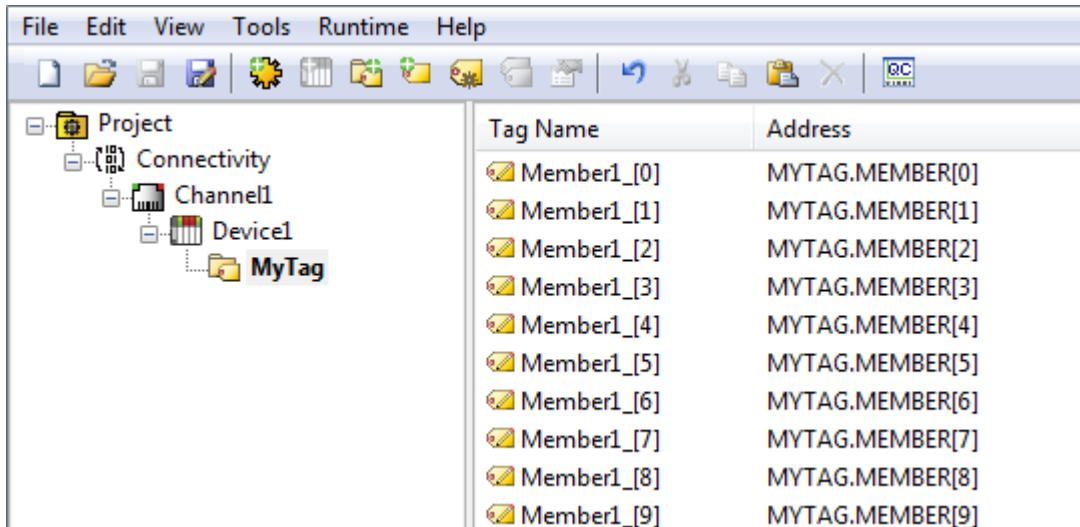 File Edit View Tools Runtime Help
QC
Project
Connectivity
Channel1
Device1
MyTag
Tag Name Address
Member1_[0] MYTAG.MEMBER[0]
Member1_[1] MYTAG.MEMBER[1]
Member1_[2] MYTAG.MEMBER[2]
Member1_[3] MYTAG.MEMBER[3]
Member1_[4] MYTAG.MEMBER[4]
Member1_[5] MYTAG.MEMBER[5]
Member1_[6] MYTAG.MEMBER[6]
Member1_[7] MYTAG.MEMBER[7]
Member1_[8] MYTAG.MEMBER[8]
Member1_[9] MYTAG.MEMBER[9]